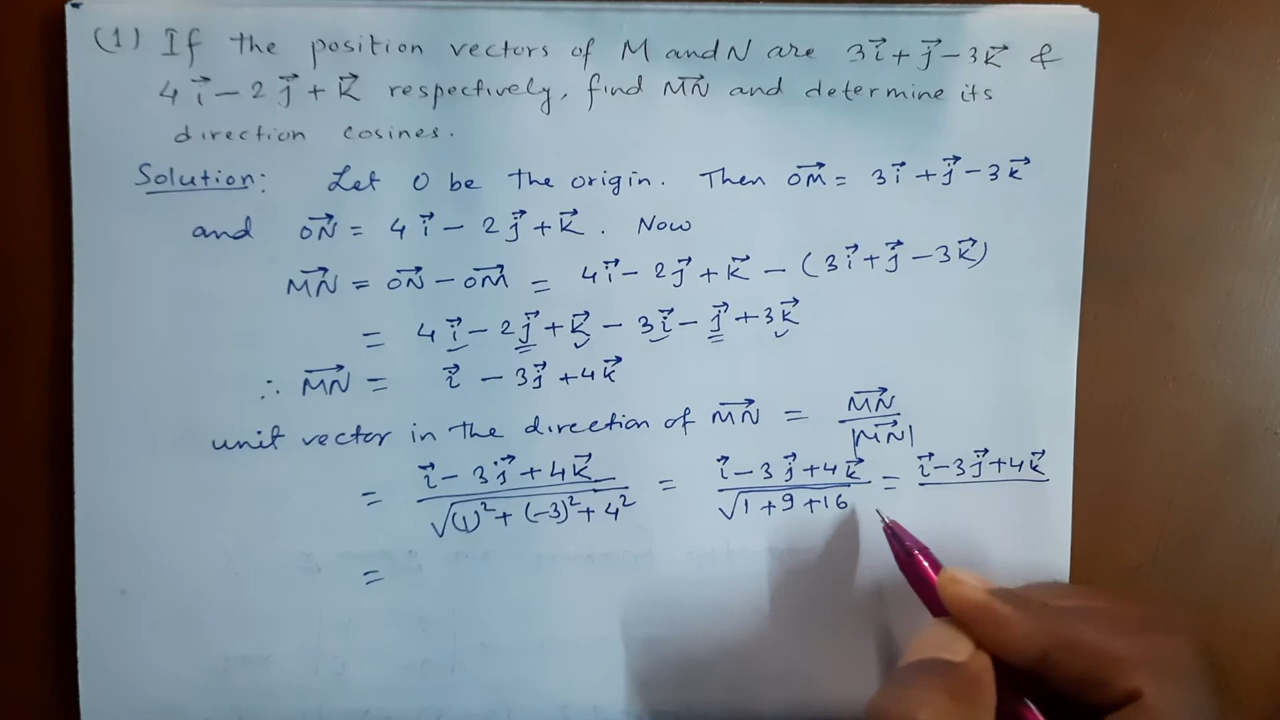 (1) If the position vectors of M and N are 3i⃗ + j⃗ − 3k⃗ &
4i⃗ − 2j⃗ + k⃗ respectively, find MN⃗ and determine its
direction cosines.
Solution: Let O be the origin. Then OM⃗ = 3i⃗ + j⃗ − 3k⃗
and ON⃗ = 4i⃗ − 2j⃗ + k⃗. Now
MN⃗ = ON⃗ − OM⃗ = 4i⃗ − 2j⃗ + k⃗ − (3i⃗ + j⃗ − 3k⃗)
= 4i⃗ − 2j⃗ + k⃗ − 3i⃗ − j⃗ + 3k⃗
∴ MN⃗ = i⃗ − 3j⃗ + 4k⃗
unit vector in the direction of MN⃗ = MN⃗ / |MN⃗|
= (i⃗ − 3j⃗ + 4k⃗) / √((1)² + (−3)² + 4²) = (i⃗ − 3j⃗ + 4k⃗) / √(1 + 9 + 16) = i⃗ − 3j⃗ + 4k⃗
=